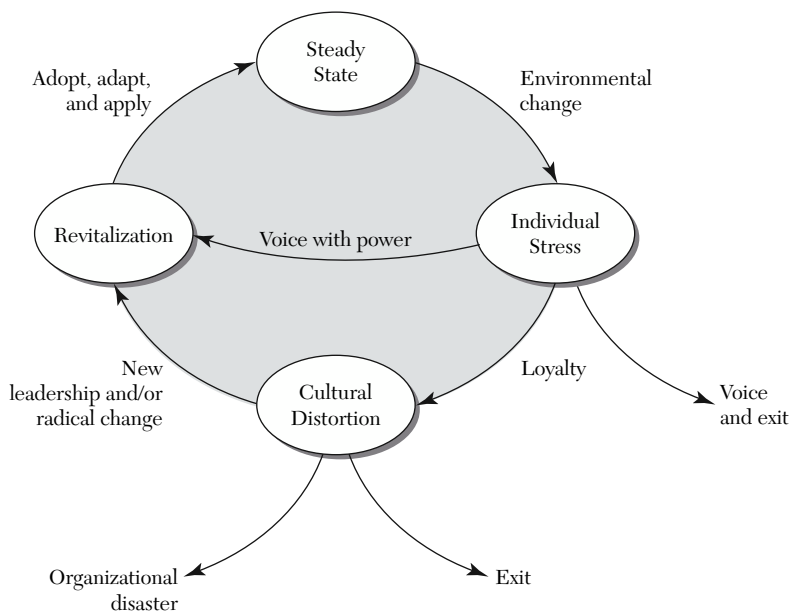 Steady
State
Adopt, adapt,
and apply
Environmental
change
Revitalization
Voice with power
Individual
Stress
New
leadership and/or
radical change
Cultural
Distortion
Loyalty
Voice
and exit
Organizational
disaster
Exit